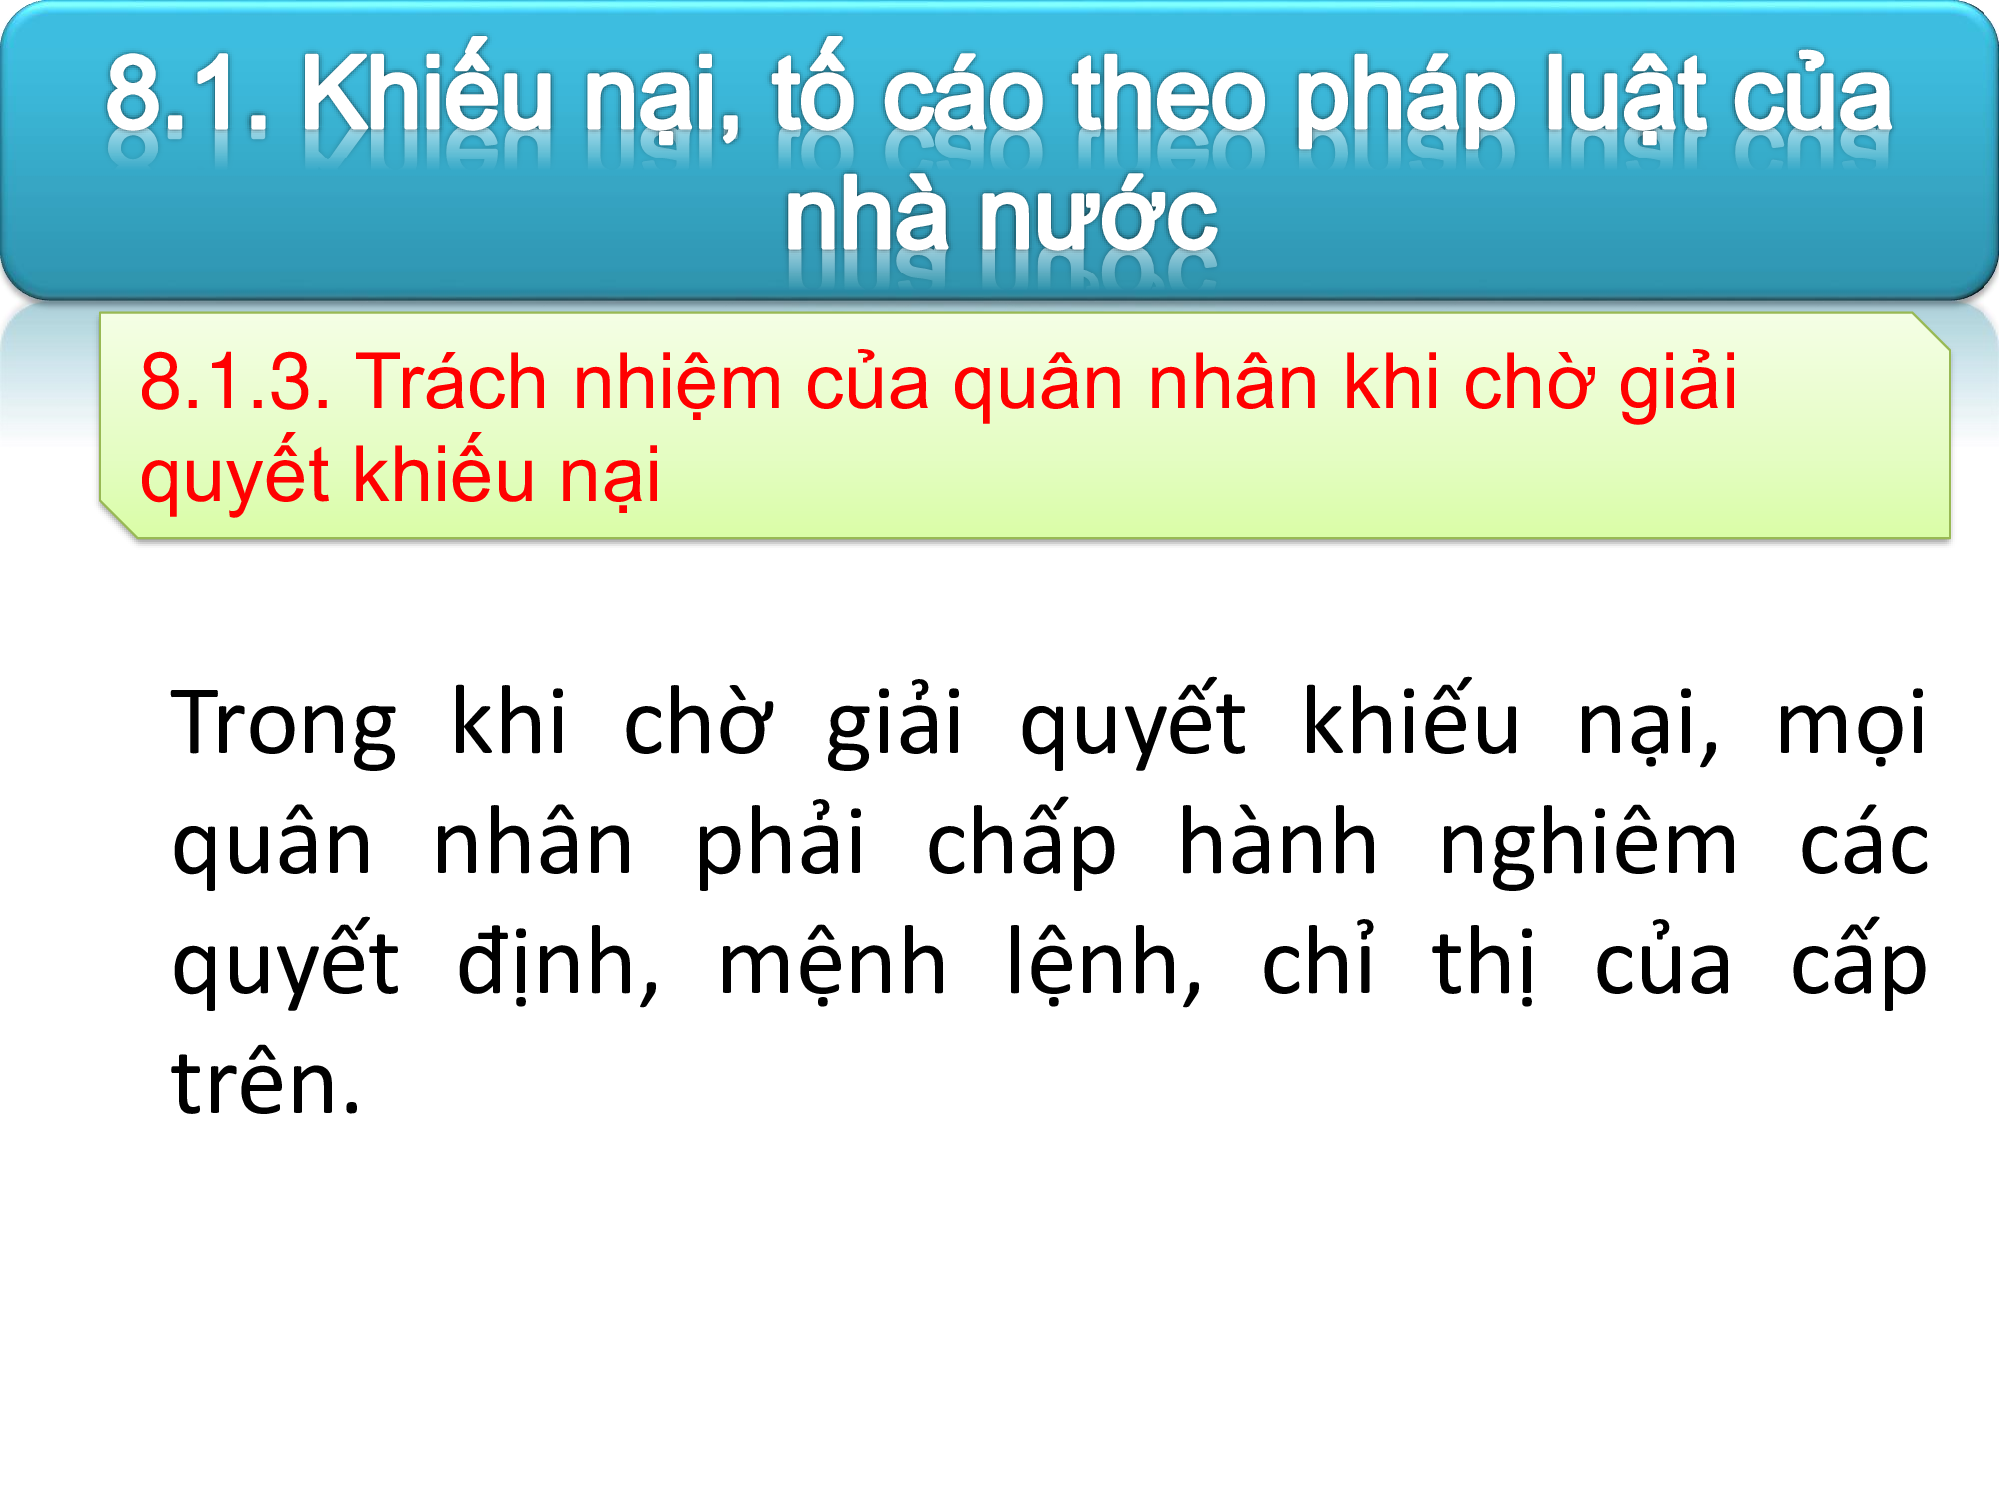 8.1. Khiếu nại, tố cáo theo pháp luật của
nhà nước
8.1.3. Trách nhiệm của quân nhân khi chờ giải
quyết khiếu nại
Trong khi chờ giải quyết khiếu nại, mọi
quân nhân phải chấp hành nghiêm các
quyết định, mệnh lệnh, chỉ thị của cấp
trên.